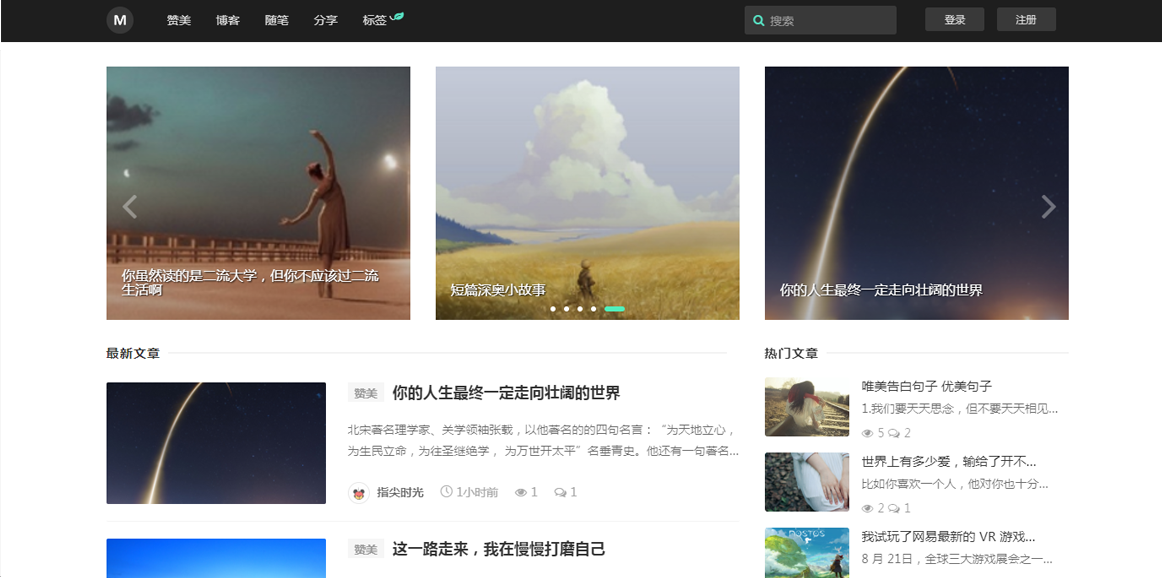 M 赞美 博客 随笔 分享 标签 搜索 登录 注册
你虽然读的是二流大学，但你不应该过二流
生活啊
短篇深奥小故事
你的人生最终一定走向壮阔的世界
最新文章
赞美 你的人生最终一定走向壮阔的世界
北宋著名理学家、关学领袖张载，以他著名的的四句名言：“为天地立心，
为生民立命，为往圣继绝学， 为万世开太平”名垂青史。他还有一句著名...
指尖时光 1小时前 1 1
赞美 这一路走来，我在慢慢打磨自己
热门文章
唯美告白句子 优美句子
1.我们要天天思念，但不要天天相见...
5 2
世界上有多少爱，输给了开不...
比如你喜欢一个人，他对你也十分...
2 1
我试玩了网易最新的 VR 游戏...
8 月 21日，全球三大游戏展会之一...